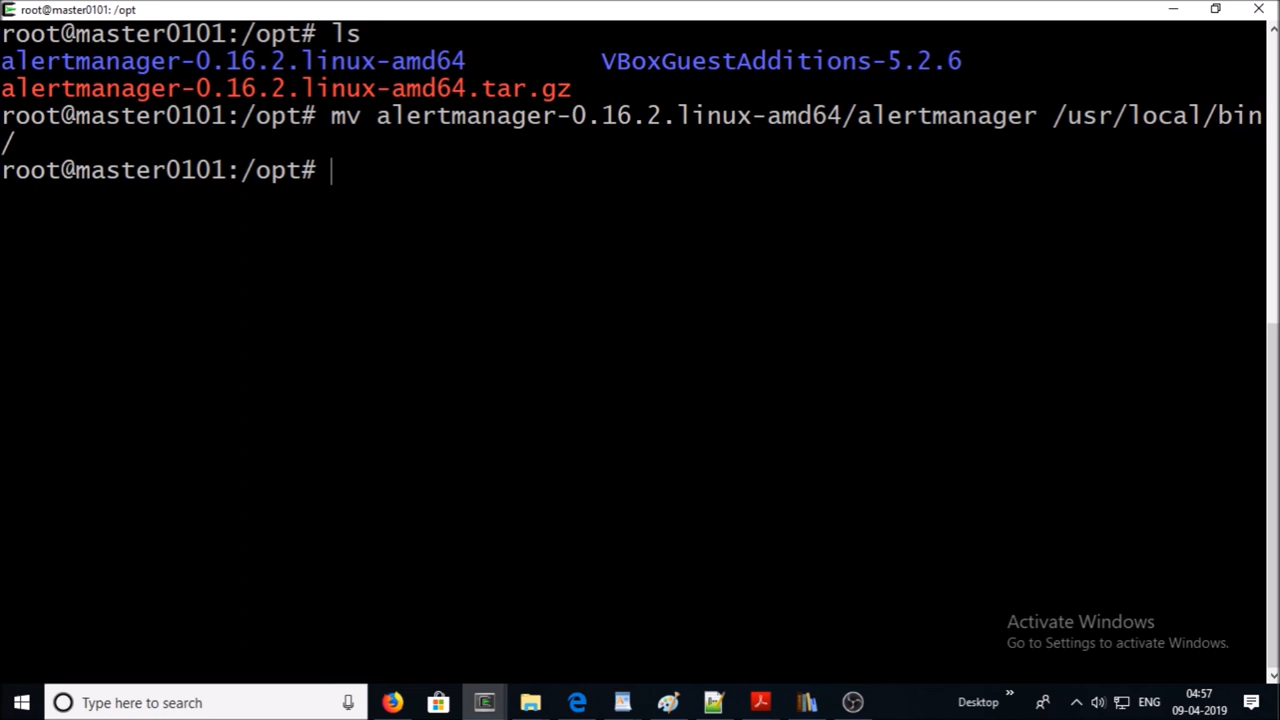 root@master0101: /opt
root@master0101:/opt# ls
alertmanager-0.16.2.linux-amd64 VBoxGuestAdditions-5.2.6
alertmanager-0.16.2.linux-amd64.tar.gz
root@master0101:/opt# mv alertmanager-0.16.2.linux-amd64/alertmanager /usr/local/bin
/
root@master0101:/opt#
Activate Windows
Go to Settings to activate Windows.
Type here to search
Desktop
ENG
04:57
09-04-2019